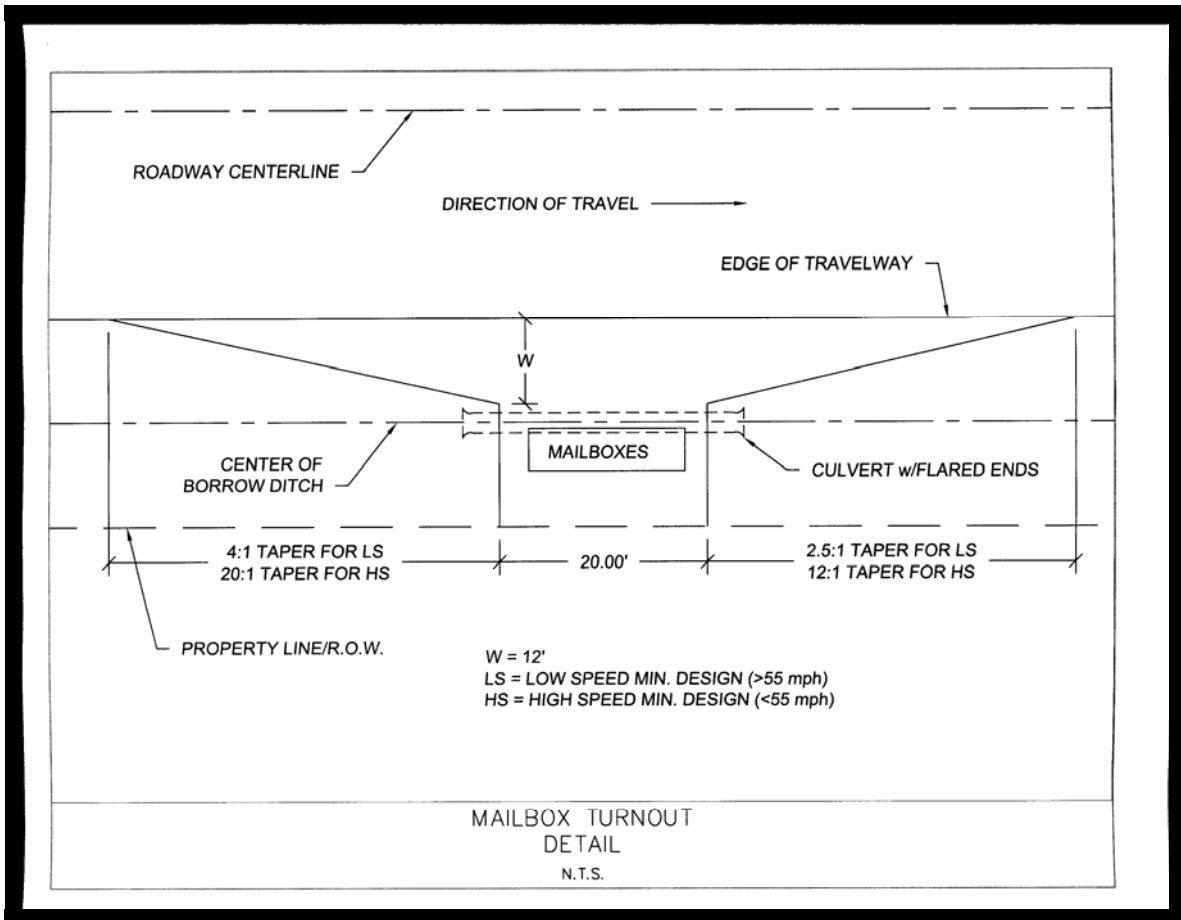 ROADWAY CENTERLINE
DIRECTION OF TRAVEL
EDGE OF TRAVELWAY
W
MAILBOXES
CENTER OF
BORROW DITCH
CULVERT w/FLARED ENDS
4:1 TAPER FOR LS
20:1 TAPER FOR HS
20.00'
2.5:1 TAPER FOR LS
12:1 TAPER FOR HS
PROPERTY LINE/R.O.W.
W = 12'
LS = LOW SPEED MIN. DESIGN (>55 mph)
HS = HIGH SPEED MIN. DESIGN (<55 mph)
MAILBOX TURNOUT
DETAIL
N.T.S.